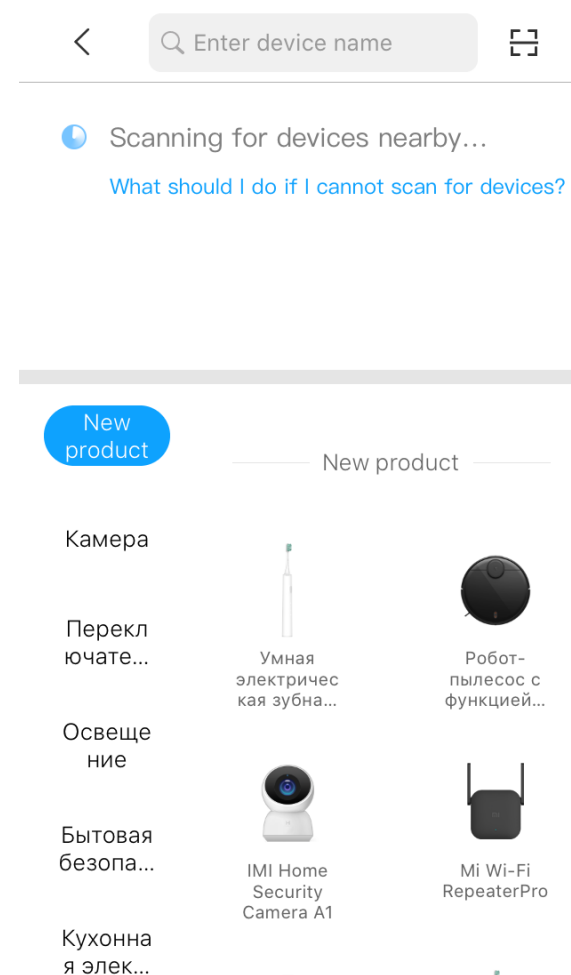 Enter device name
Scanning for devices nearby...
What should I do if I cannot scan for devices?
New
product
New product
Камера
Перекл
ючате...
Освеще
ние
Бытовая
безопа...
Кухонна
я элек...
Умная
электричес
кая зубна...
Робот-
пылесос с
функцией...
IMI Home
Security
Camera A1
Mi Wi-Fi
RepeaterPro